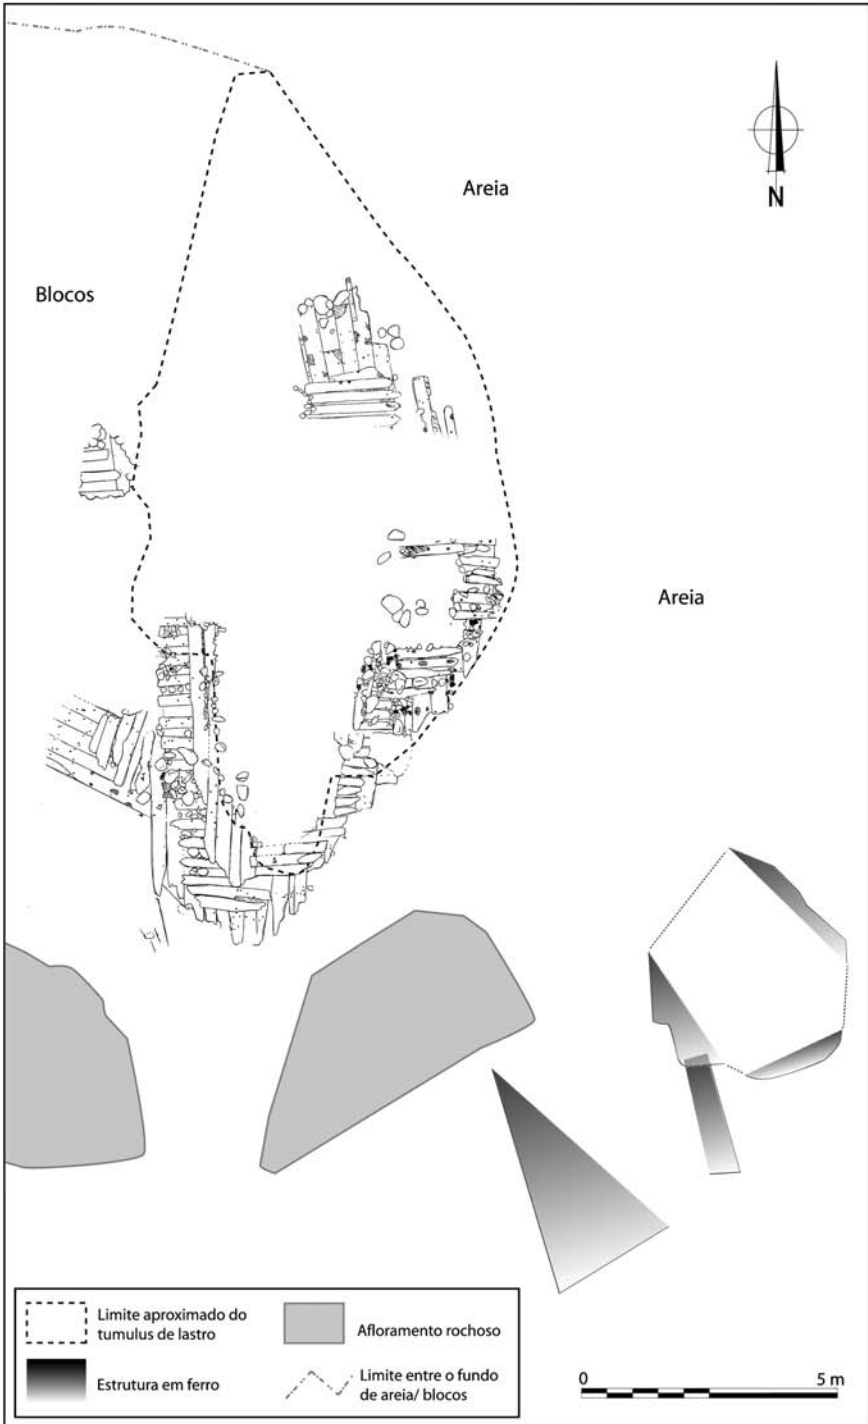 N
Areia
Blocos
Areia
Limite aproximado do
tumulus de lastro
Afloramento rochoso
Estrutura em ferro
Limite entre o fundo
de areia/ blocos
0 5 m